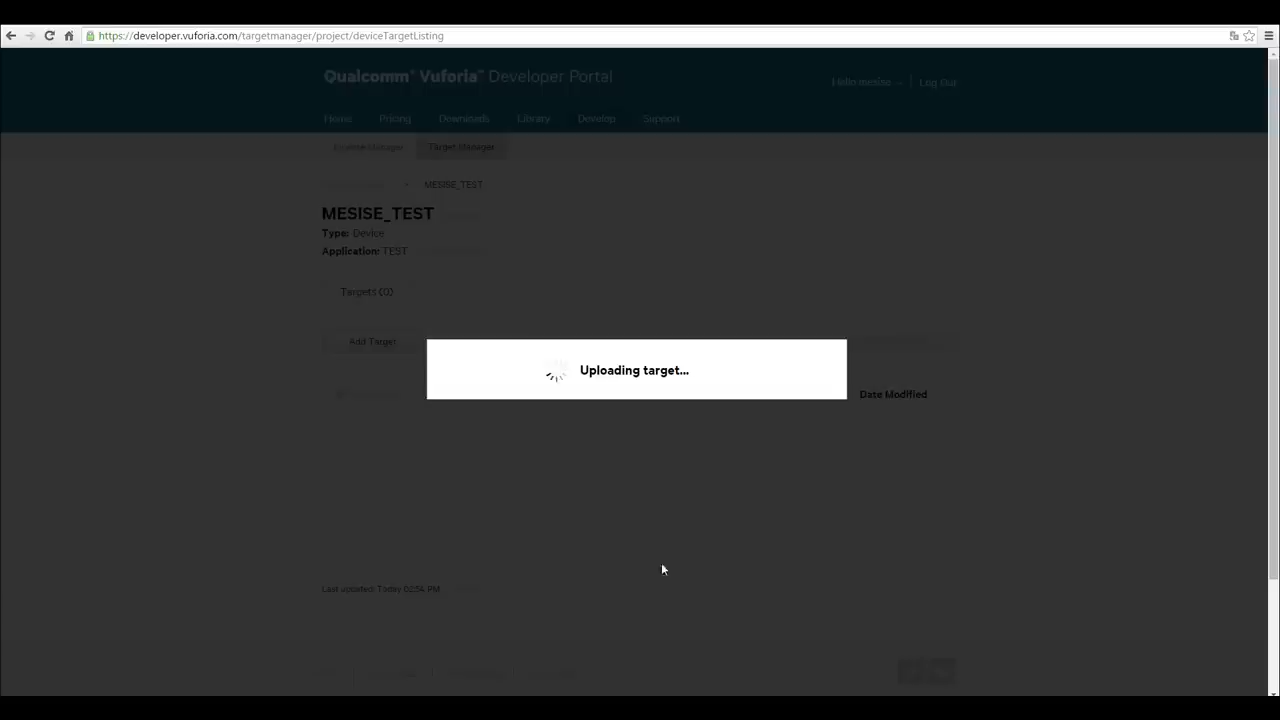 https://developer.vuforia.com/targetmanager/project/deviceTargetListing
Qualcomm® Vuforia™ Developer Portal
Hello mesise
Log Out
Home Pricing Downloads Library Develop Support
License Manager Target Manager
MESISE_TEST
MESISE_TEST
Type: Device
Application: TEST
Targets (0)
Add Target
Uploading target...
Date Modified
Last updated: Today 02:54 PM